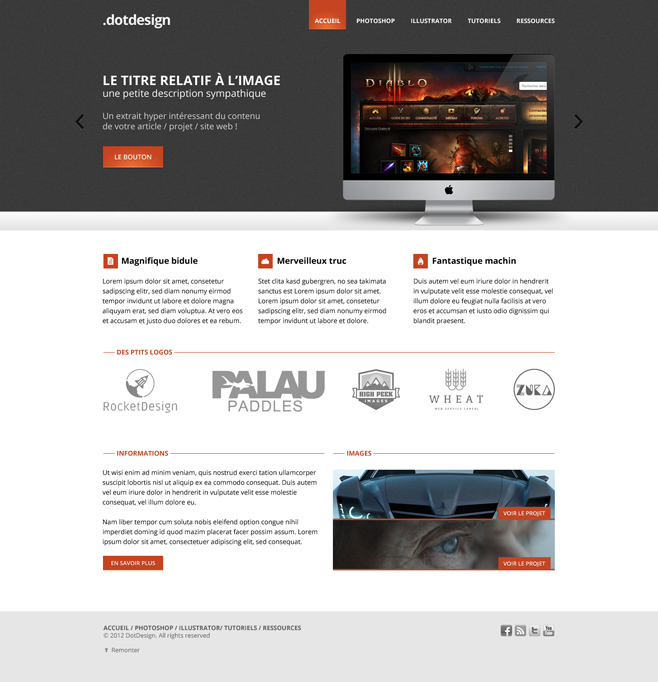 .dotdesign
ACCUEIL PHOTOSHOP ILLUSTRATOR TUTORIELS RESSOURCES
LE TITRE RELATIF À L'IMAGE
une petite description sympathique
Un extrait hyper intéressant du contenu
de votre article / projet / site web !
LE BOUTON
DIABLO
Magnifique bidule
Lorem ipsum dolor sit amet, consetetur
sadipscing elitr, sed diam nonumy eirmod
tempor invidunt ut labore et dolore magna
aliquyam erat, sed diam voluptua. At vero eos
et accusam et justo duo dolores et ea rebum.
Merveilleux truc
Stet clita kasd gubergren, no sea takimata
sanctus est Lorem ipsum dolor sit amet.
Lorem ipsum dolor sit amet, consetetur
sadipscing elitr, sed diam nonumy eirmod
tempor invidunt ut labore et dolore
Fantastique machin
Duis autem vel eum iriure dolor in hendrerit
in vulputate velit esse molestie consequat, vel
illum dolore eu feugiat nulla facilisis at vero
eros et accumsan et iusto odio dignissim qui
blandit praesent.
DES PTITS LOGOS
RocketDesign
PALAU
PADDLES
HIGH PEEK
IMAGES
WHEAT
WEB SERVICE CEREAL
ZUKA
INFORMATIONS
Ut wisi enim ad minim veniam, quis nostrud exerci tation ullamcorper
suscipit lobortis nisl ut aliquip ex ea commodo consequat. Duis autem
vel eum iriure dolor in hendrerit in vulputate velit esse molestie
consequat, vel illum dolore eu.
Nam liber tempor cum soluta nobis eleifend option congue nihil
imperdiet doming id quod mazim placerat facer possim assum. Lorem
ipsum dolor sit amet, consectetuer adipiscing elit, sed consequat.
EN SAVOIR PLUS
IMAGES
VOIR LE PROJET
VOIR LE PROJET
ACCUEIL / PHOTOSHOP / ILLUSTRATOR/ TUTORIELS / RESSOURCES
© 2012 DotDesign. All rights reserved
Remonter